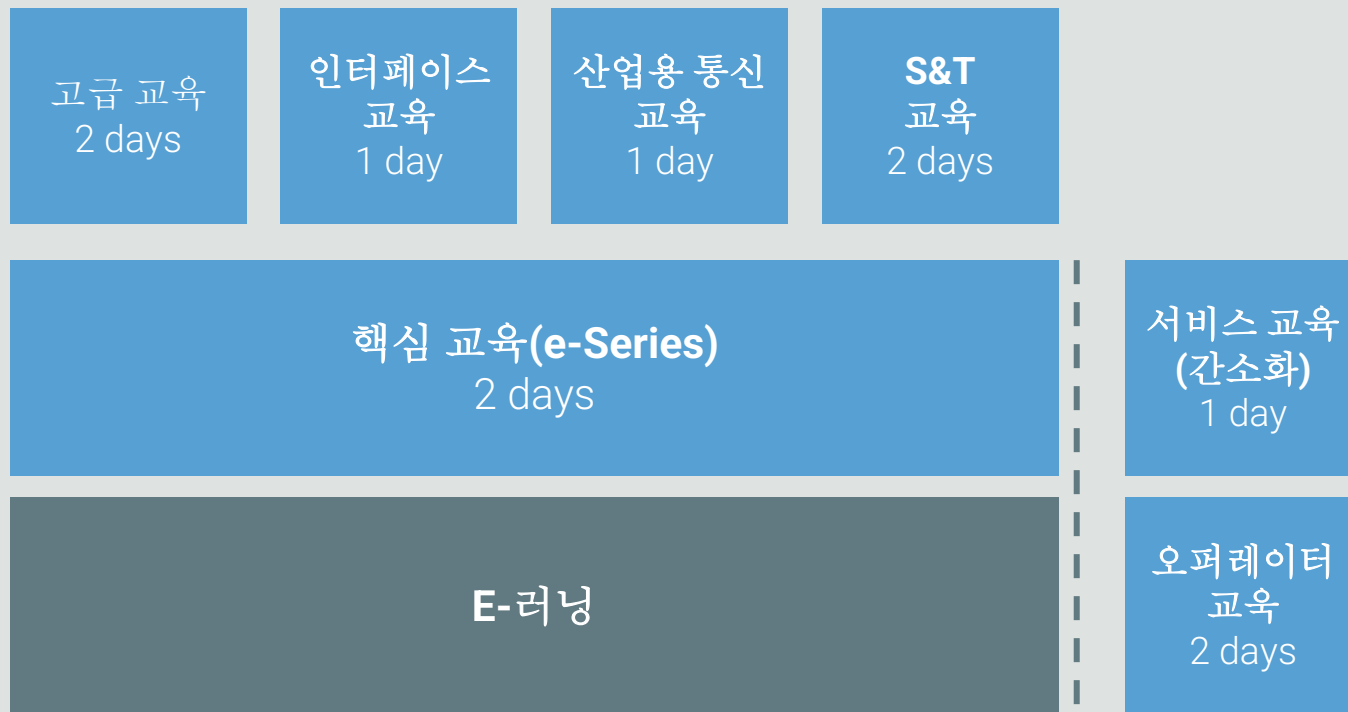 고급 교육
2 days
인터페이스
교육
1 day
산업용 통신
교육
1 day
S&T
교육
2 days
핵심 교육(e-Series)
2 days
서비스 교육
(간소화)
1 day
E-러닝
오퍼레이터
교욱
2 days